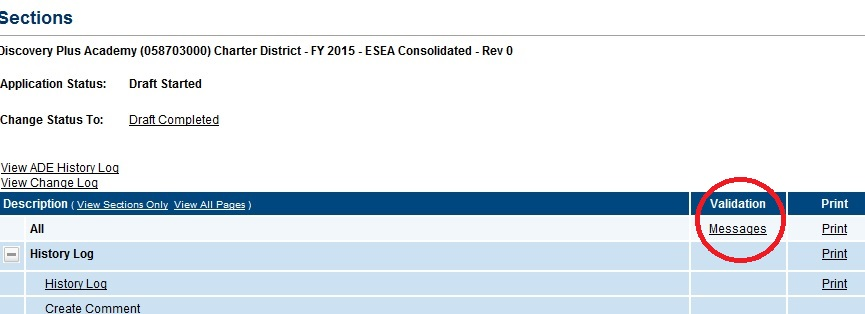 Sections
Discovery Plus Academy (058703000) Charter District - FY 2015 - ESEA Consolidated - Rev 0
Application Status: Draft Started
Change Status To: Draft Completed
View ADE History Log
View Change Log
Description ( View Sections Only View All Pages ) Validation Print
All Messages Print
History Log Print
History Log Print
Create Comment